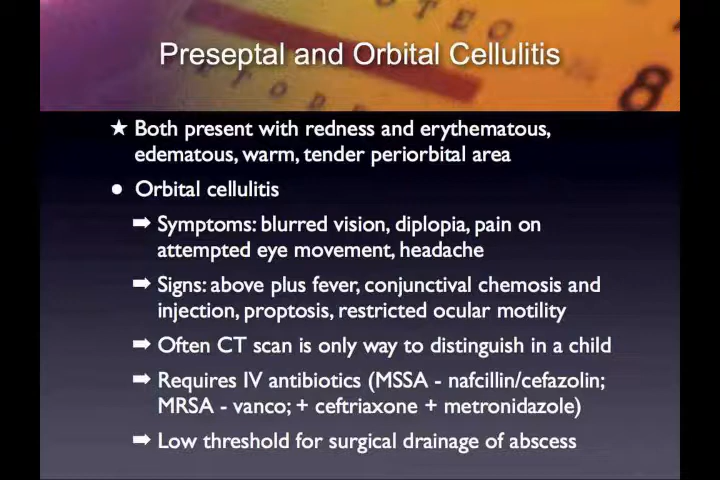 Preseptal and Orbital Cellulitis
★ Both present with redness and erythematous,
edematous, warm, tender periorbital area
● Orbital cellulitis
➡ Symptoms: blurred vision, diplopia, pain on
attempted eye movement, headache
➡ Signs: above plus fever, conjunctival chemosis and
injection, proptosis, restricted ocular motility
➡ Often CT scan is only way to distinguish in a child
➡ Requires IV antibiotics (MSSA - nafcillin/cefazolin;
MRSA - vanco; + ceftriaxone + metronidazole)
➡ Low threshold for surgical drainage of abscess
8